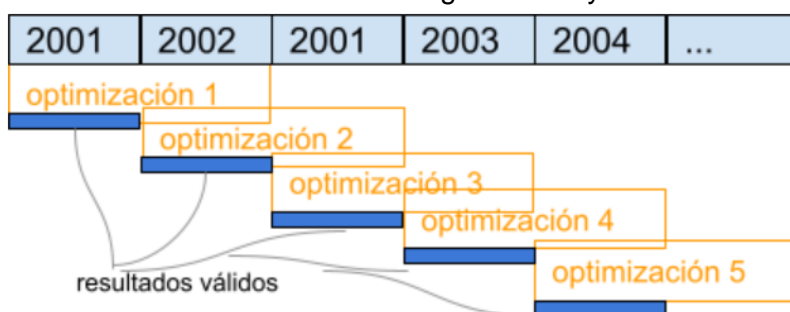 2001 2002 2001 2003 2004 ...
optimización 1
optimización 2
optimización 3
optimización 4
optimización 5
resultados válidos